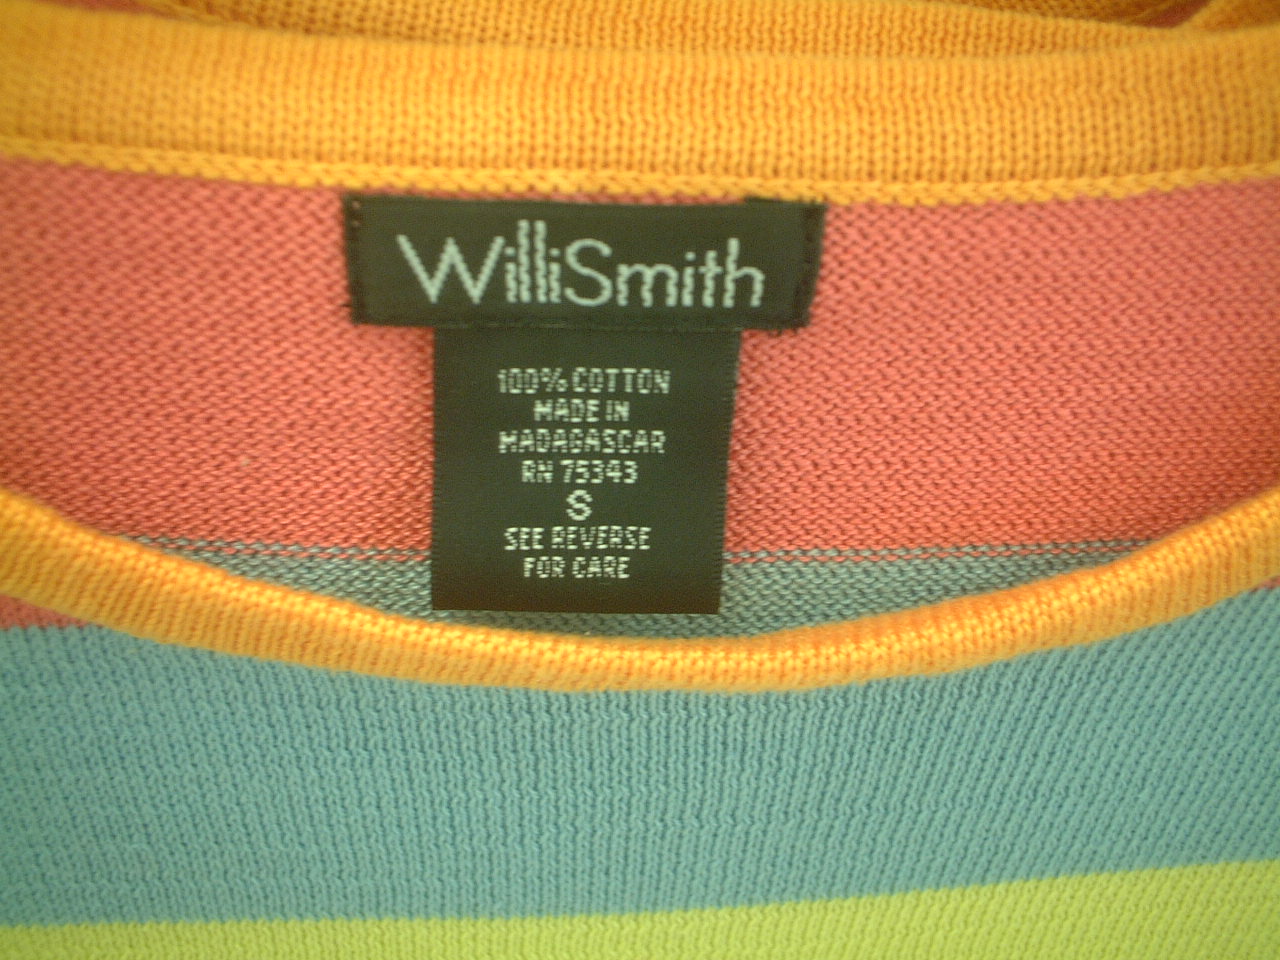 WilliSmith
100% COTTON
MADE IN
MADAGASCAR
RN 75343
S
SEE REVERSE
FOR CARE